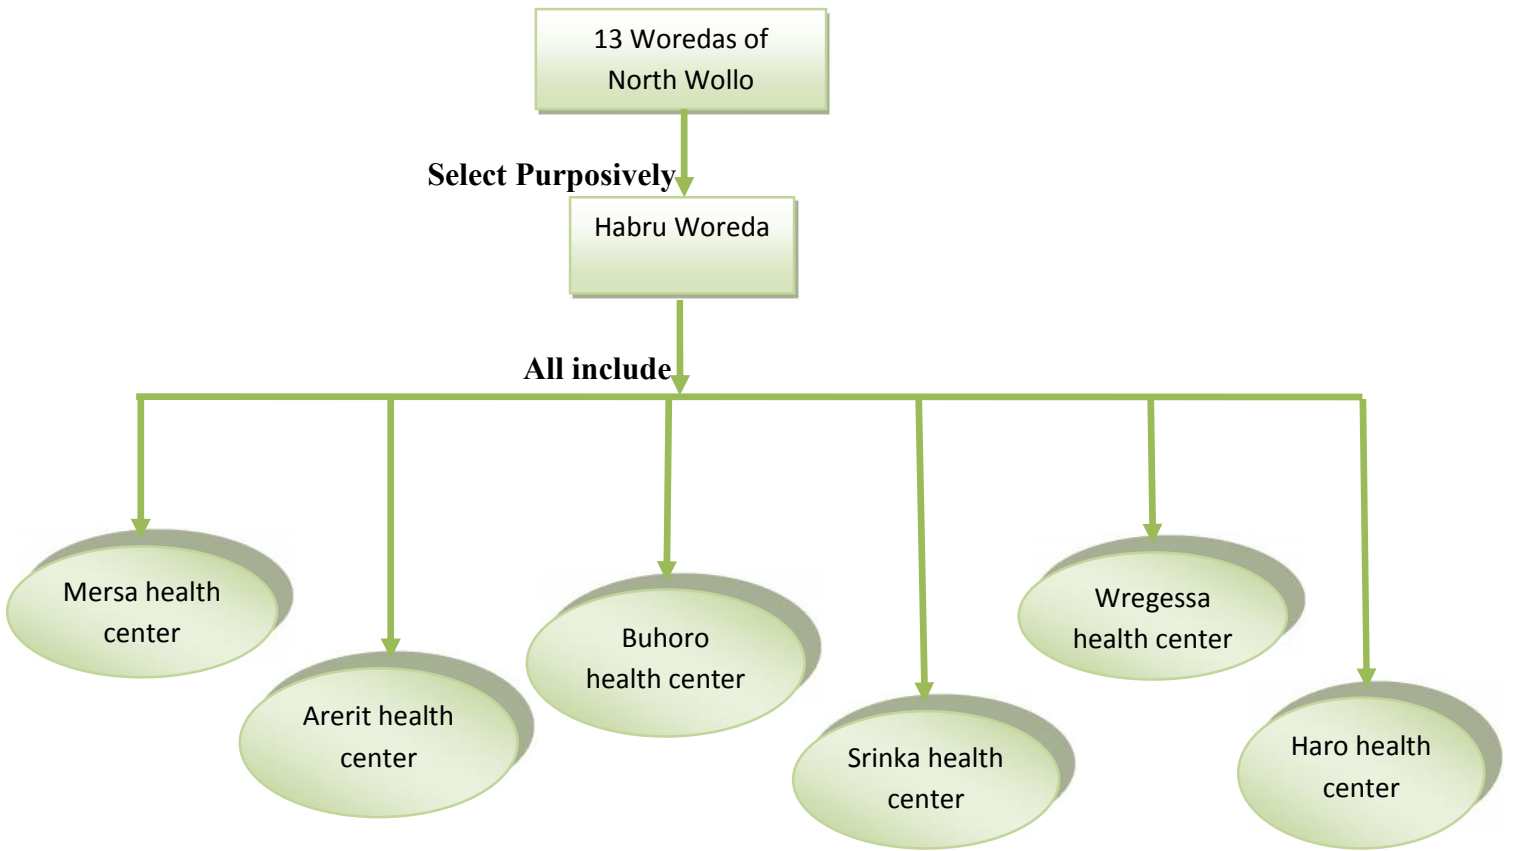 13 Woredas of
North Wollo
Select Purposively
Habru Woreda
All include
Mersa health
center
Arerit health
center
Buhoro
health center
Srinka health
center
Wregessa
health center
Haro health
center